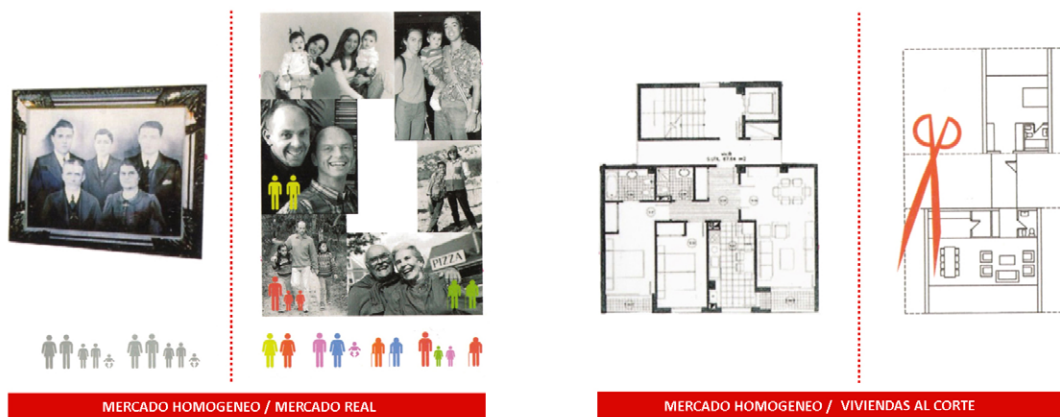 PIZZA
MERCADO HOMOGENEO / MERCADO REAL
MERCADO HOMOGENEO / VIVIENDAS AL CORTE